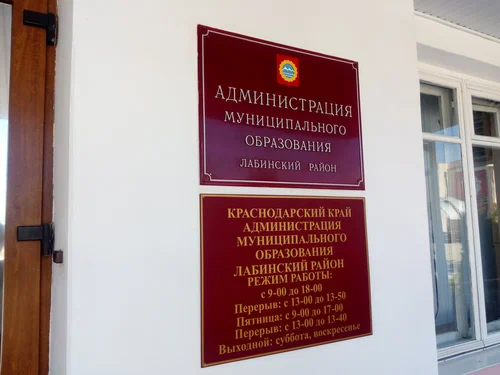 АДМИНИСТРАЦИЯ
МУНИЦИПАЛЬНОГО
ОБРАЗОВАНИЯ
ЛАБИНСКИЙ РАЙОН
КРАСНОДАРСКИЙ КРАЙ
АДМИНИСТРАЦИЯ
МУНИЦИПАЛЬНОГО
ОБРАЗОВАНИЯ
ЛАБИНСКИЙ РАЙОН
РЕЖИМ РАБОТЫ:
с 9-00 до 18-00
Перерыв: с 13-00 до 13-50
Пятница: с 9-00 до 17-00
Перерыв: с 13-00 до 13-40
Выходной: суббота, воскресенье